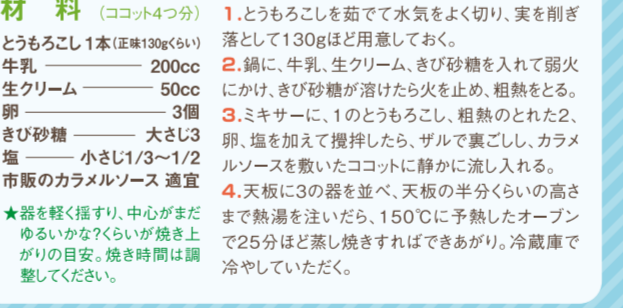 材 料 (ココット4つ分)
とうもろこし1本(正味130gくらい)
牛乳 ――― 200cc
生クリーム ――― 50cc
卵 ――― 3個
きび砂糖 ――― 大さじ3
塩 ――― 小さじ1/3〜1/2
市販のカラメルソース 適宜
★器を軽く揺すり、中心がまだ
ゆるいかな?くらいが焼き上
がりの目安。焼き時間は調
整してください。
1.とうもろこしを茹でて水気をよく切り、実を削ぎ
落として130gほど用意しておく。
2.鍋に、牛乳、生クリーム、きび砂糖を入れて弱火
にかけ、きび砂糖が溶けたら火を止め、粗熱をとる。
3.ミキサーに、1のとうもろこし、粗熱のとれた2、
卵、塩を加えて攪拌したら、ザルで裏ごしし、カラメ
ルソースを敷いたココットに静かに流し入れる。
4.天板に3の器を並べ、天板の半分くらいの高さ
まで熱湯を注いだら、150℃に予熱したオーブン
で25分ほど蒸し焼きすればできあがり。冷蔵庫で
冷やしていただく。